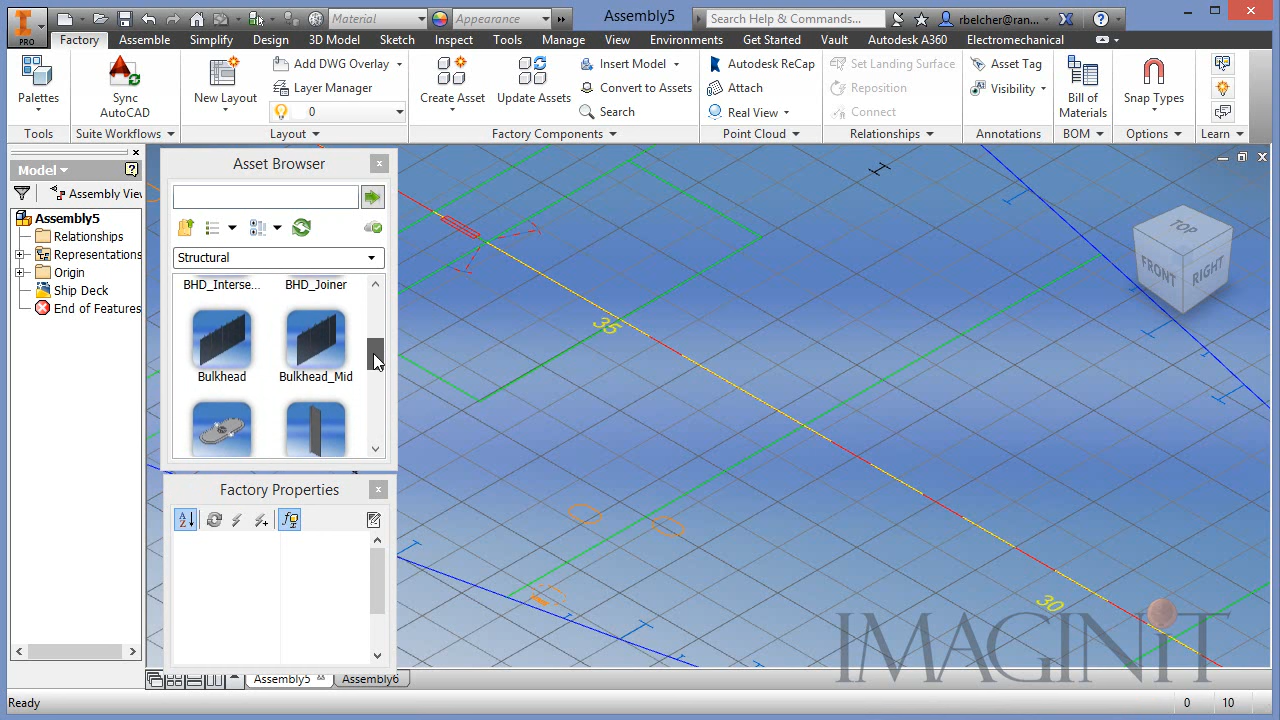 Material
Appearance
Assembly5
Search Help & Commands...
rbelcher@ran...
PRO
Factory Assemble Simplify Design 3D Model Sketch Inspect Tools Manage View Environments Get Started Vault Autodesk A360 Electromechanical
Palettes
Tools
Sync AutoCAD
Suite Workflows
New Layout
Add DWG Overlay
Layer Manager
0
Layout
Create Asset
Update Assets
Insert Model
Convert to Assets
Search
Factory Components
Autodesk ReCap
Attach
Real View
Point Cloud
Set Landing Surface
Reposition
Connect
Relationships
Asset Tag
Visibility
Annotations
Bill of Materials
BOM
Snap Types
Options
Learn
Model
Assembly Viev
Assembly5
Relationships
Representations
Origin
Ship Deck
End of Features
Asset Browser
Structural
BHD_Interse...
BHD_Joiner
Bulkhead
Bulkhead_Mid
Factory Properties
35
30
TOP
FRONT
RIGHT
IMAGINIT
Assembly5
Assembly6
Ready
0
10